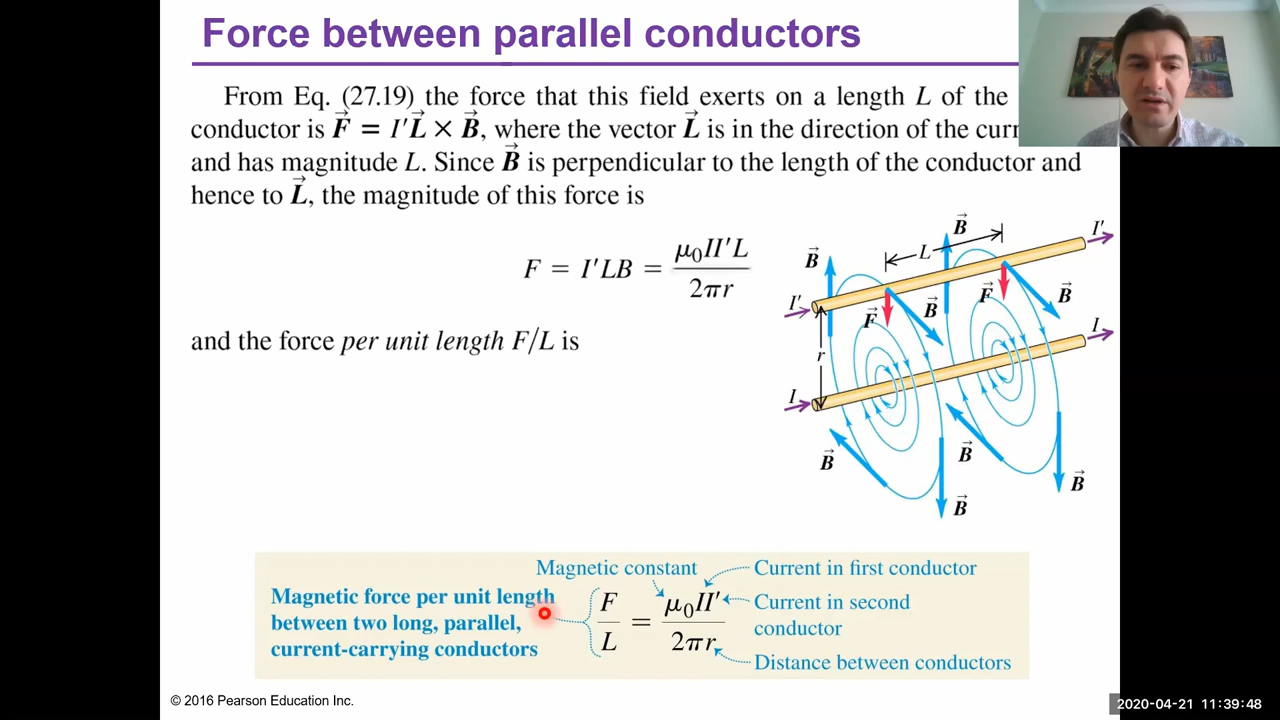 Force between parallel conductors
From Eq. (27.19) the force that this field exerts on a length L of the
conductor is F⃗ = I′L⃗ × B⃗, where the vector L⃗ is in the direction of the
and has magnitude L. Since B⃗ is perpendicular to the length of the conductor and
hence to L⃗, the magnitude of this force is
F = I′LB = μ₀II′L / 2πr
and the force per unit length F/L is
B⃗
B⃗
L
I′
I′
F⃗
B⃗
F⃗
B⃗
r
I
I
B⃗
B⃗
B⃗
B⃗
Magnetic constant
Current in first conductor
Magnetic force per unit length
between two long, parallel,
current-carrying conductors
F/L = μ₀II′ / 2πr
Current in second
conductor
Distance between conductors
© 2016 Pearson Education Inc.
2020-04-21 11:39:48